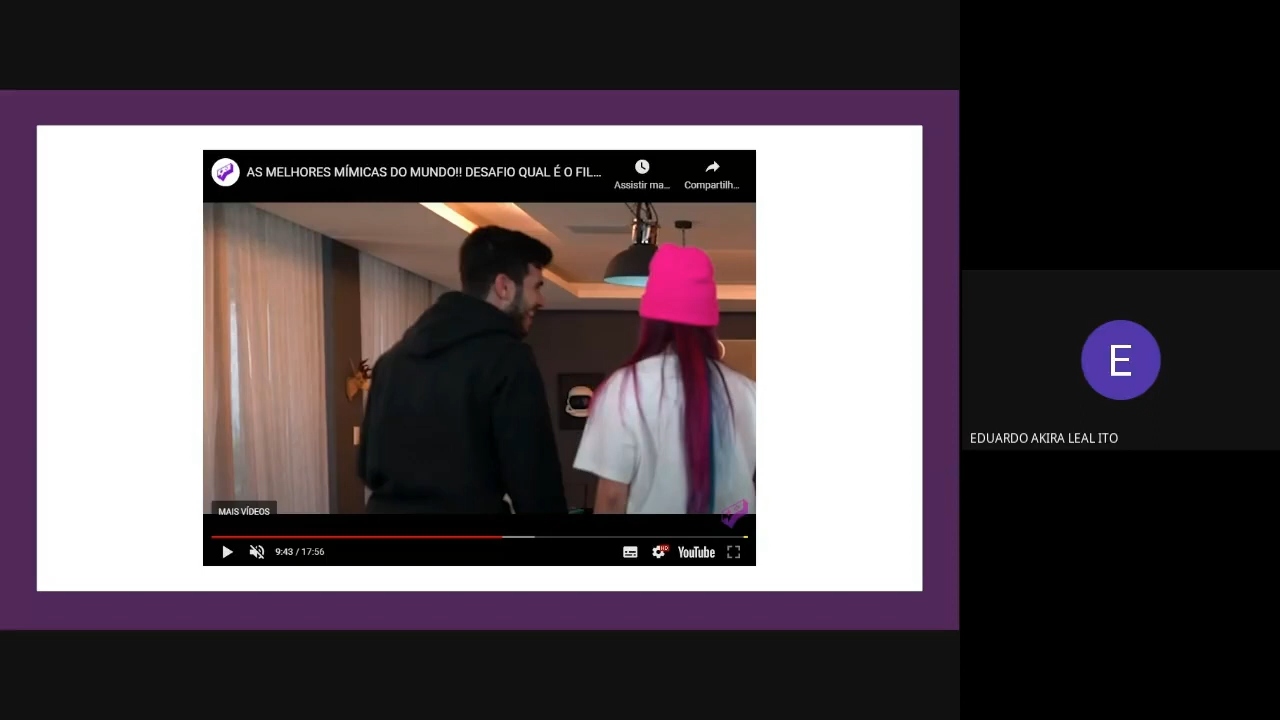 AS MELHORES MÍMICAS DO MUNDO!! DESAFIO QUAL É O FIL...
Assistir ma...
Compartilh...
MAIS VÍDEOS
9:43 / 17:56
HD
YouTube
E
EDUARDO AKIRA LEAL ITO